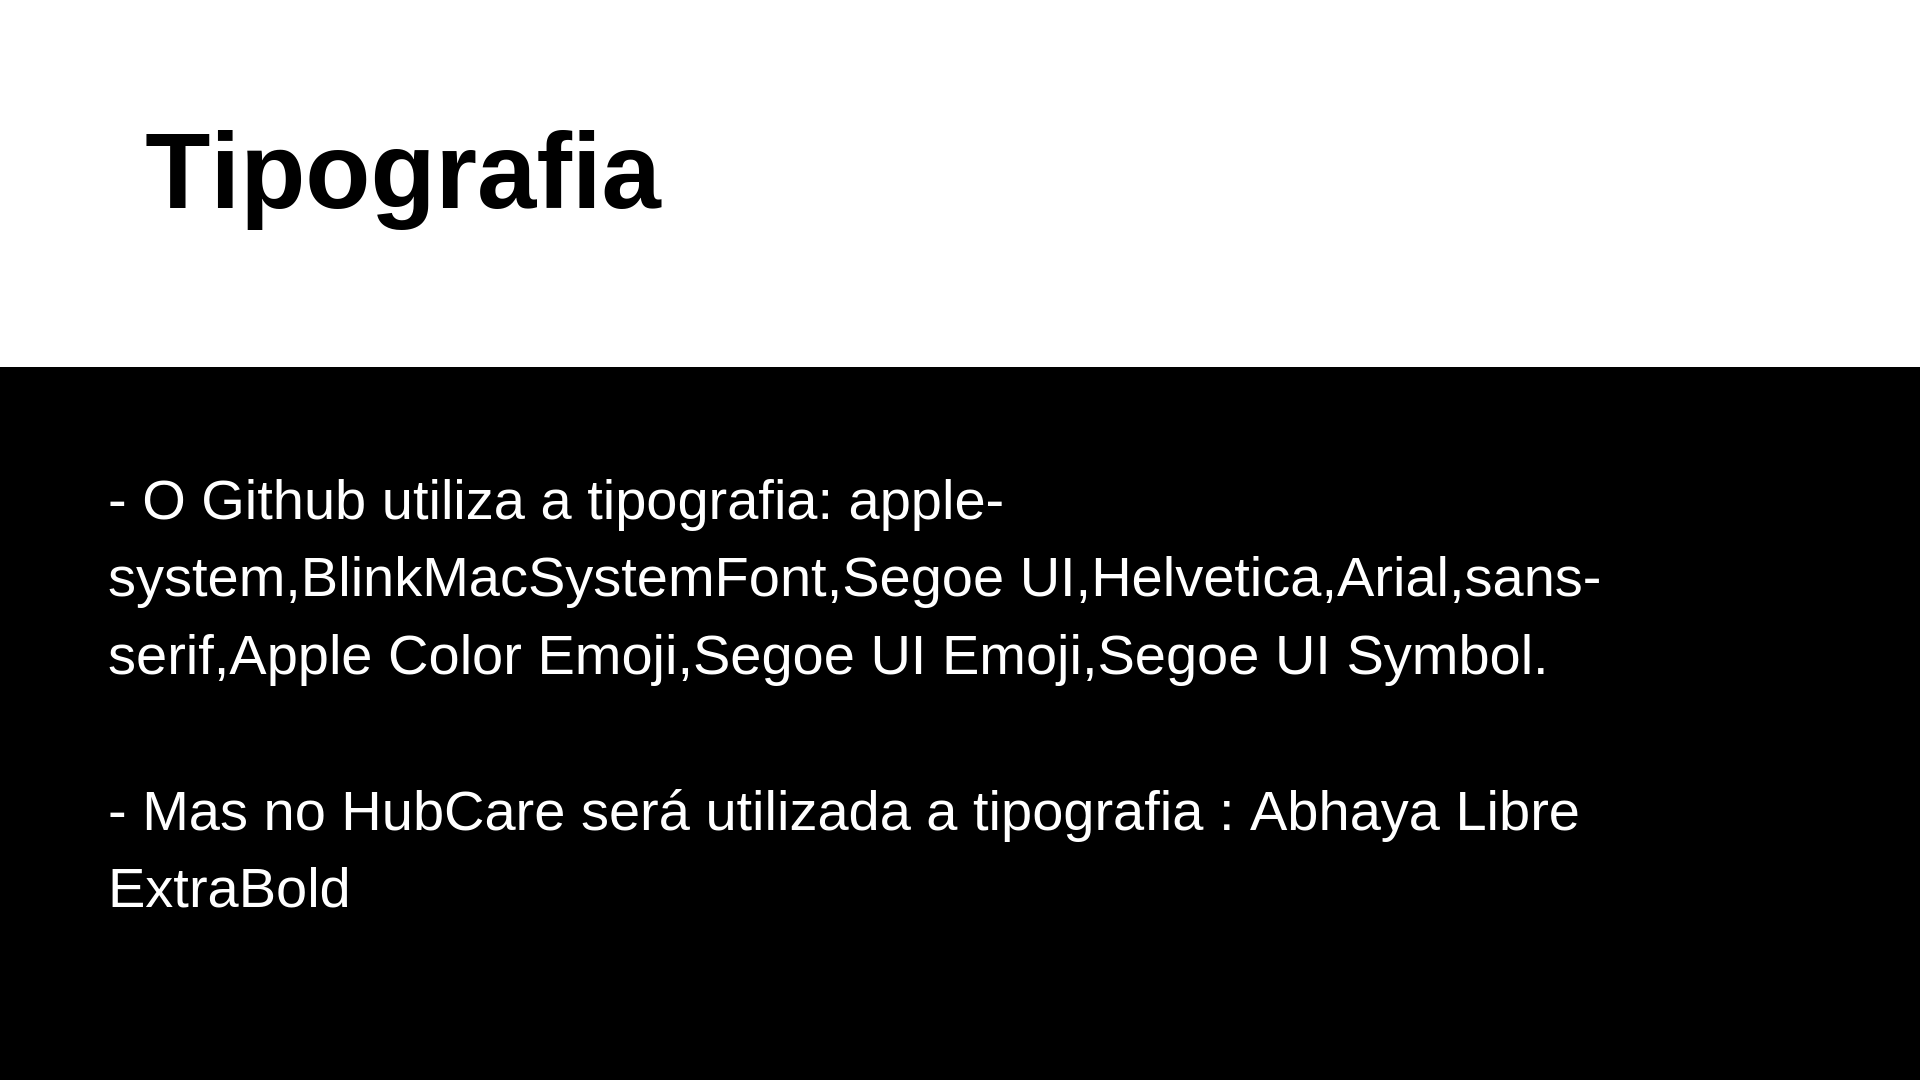 Tipografia
- O Github utiliza a tipografia: apple-
system,BlinkMacSystemFont,Segoe UI,Helvetica,Arial,sans-
serif,Apple Color Emoji,Segoe UI Emoji,Segoe UI Symbol.
- Mas no HubCare será utilizada a tipografia : Abhaya Libre
ExtraBold